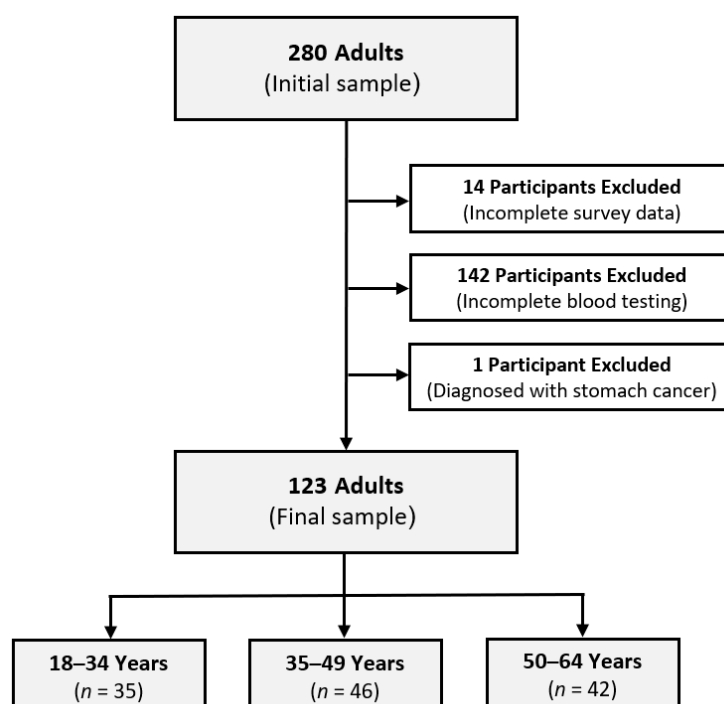 280 Adults
(Initial sample)
14 Participants Excluded
(Incomplete survey data)
142 Participants Excluded
(Incomplete blood testing)
1 Participant Excluded
(Diagnosed with stomach cancer)
123 Adults
(Final sample)
18–34 Years
(n = 35)
35–49 Years
(n = 46)
50–64 Years
(n = 42)